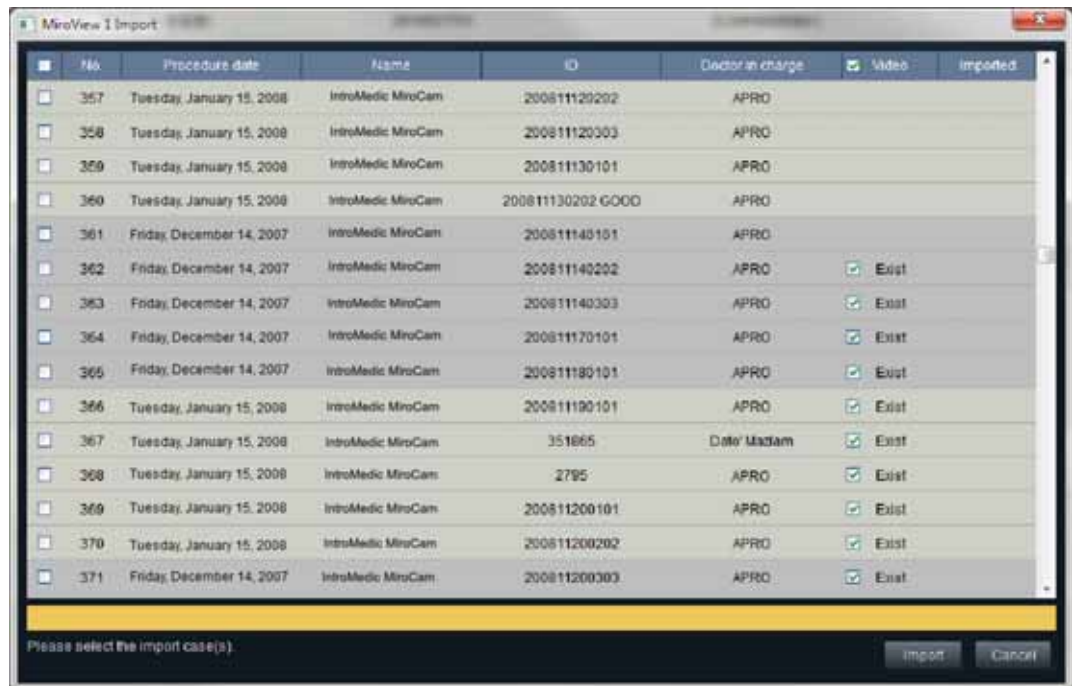 MiroView I Import
No. Procedure date Name ID Doctor in charge Video Imported
357 Tuesday, January 15, 2008 IntroMedic MiroCam 200811120202 APRO
358 Tuesday, January 15, 2008 IntroMedic MiroCam 200811120303 APRO
359 Tuesday, January 15, 2008 IntroMedic MiroCam 200811130101 APRO
360 Tuesday, January 15, 2008 IntroMedic MiroCam 200811130202 GOOD APRO
361 Friday, December 14, 2007 IntroMedic MiroCam 200811140101 APRO
362 Friday, December 14, 2007 IntroMedic MiroCam 200811140202 APRO Exist
363 Friday, December 14, 2007 IntroMedic MiroCam 200811140303 APRO Exist
364 Friday, December 14, 2007 IntroMedic MiroCam 200811170101 APRO Exist
365 Friday, December 14, 2007 IntroMedic MiroCam 200811180101 APRO Exist
366 Tuesday, January 15, 2008 IntroMedic MiroCam 200811190101 APRO Exist
367 Tuesday, January 15, 2008 IntroMedic MiroCam 351865 Dato' Exist
368 Tuesday, January 15, 2008 IntroMedic MiroCam 2795 APRO Exist
369 Tuesday, January 15, 2008 IntroMedic MiroCam 200811200101 APRO Exist
370 Tuesday, January 15, 2008 IntroMedic MiroCam 200811200202 APRO Exist
371 Friday, December 14, 2007 IntroMedic MiroCam 200811200303 APRO Exist
Please select the import case(s).
Import Cancel